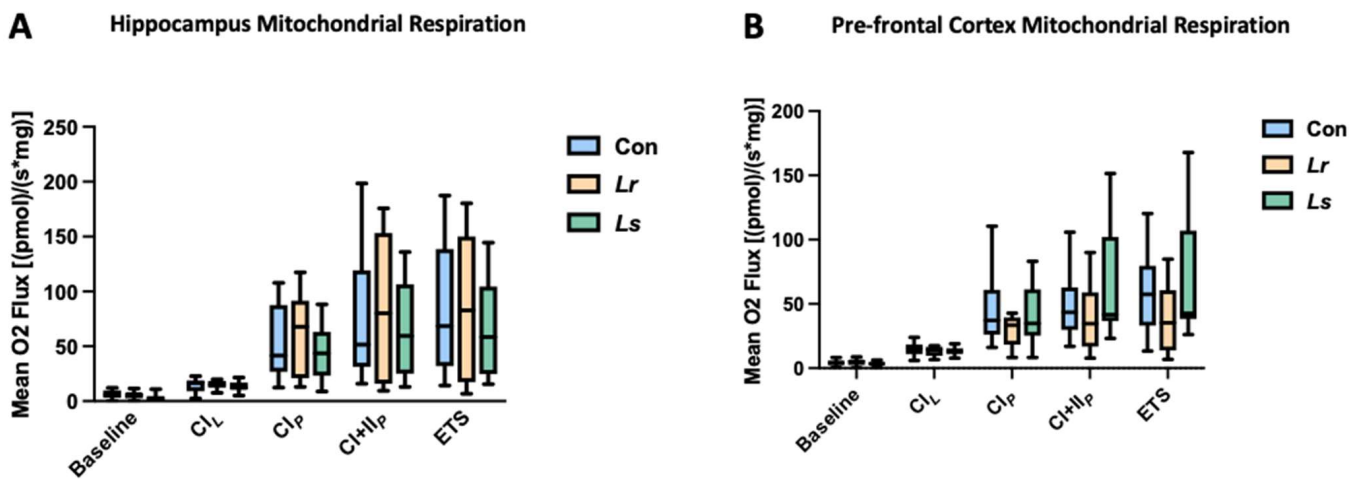 A
Hippocampus Mitochondrial Respiration
Mean O2 Flux [(pmol)/(s*mg)]
250
200
150
100
50
0
Baseline
CIL
CIP
CI+IIP
ETS
Con
Lr
Ls
B
Pre-frontal Cortex Mitochondrial Respiration
Mean O2 Flux [(pmol)/(s*mg)]
200
150
100
50
0
Baseline
CIL
CIP
CI+IIP
ETS
Con
Lr
Ls